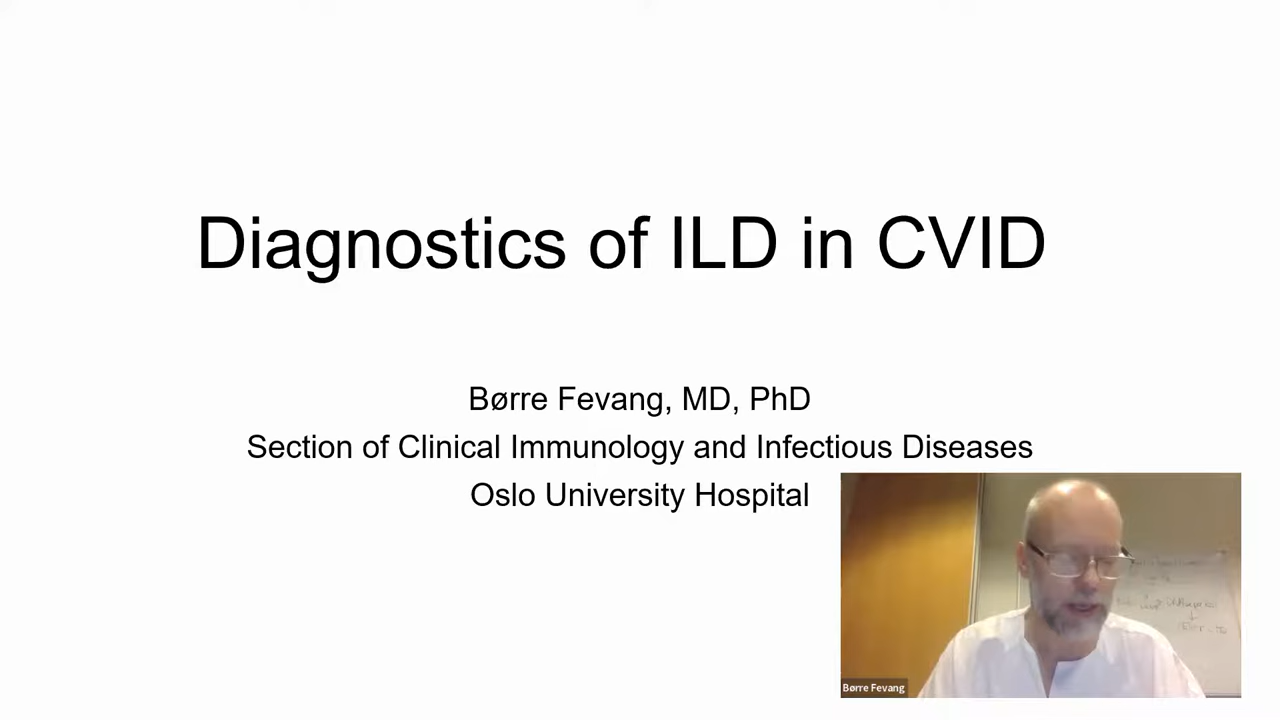 Diagnostics of ILD in CVID
Børre Fevang, MD, PhD
Section of Clinical Immunology and Infectious Diseases
Oslo University Hospital
Børre Fevang